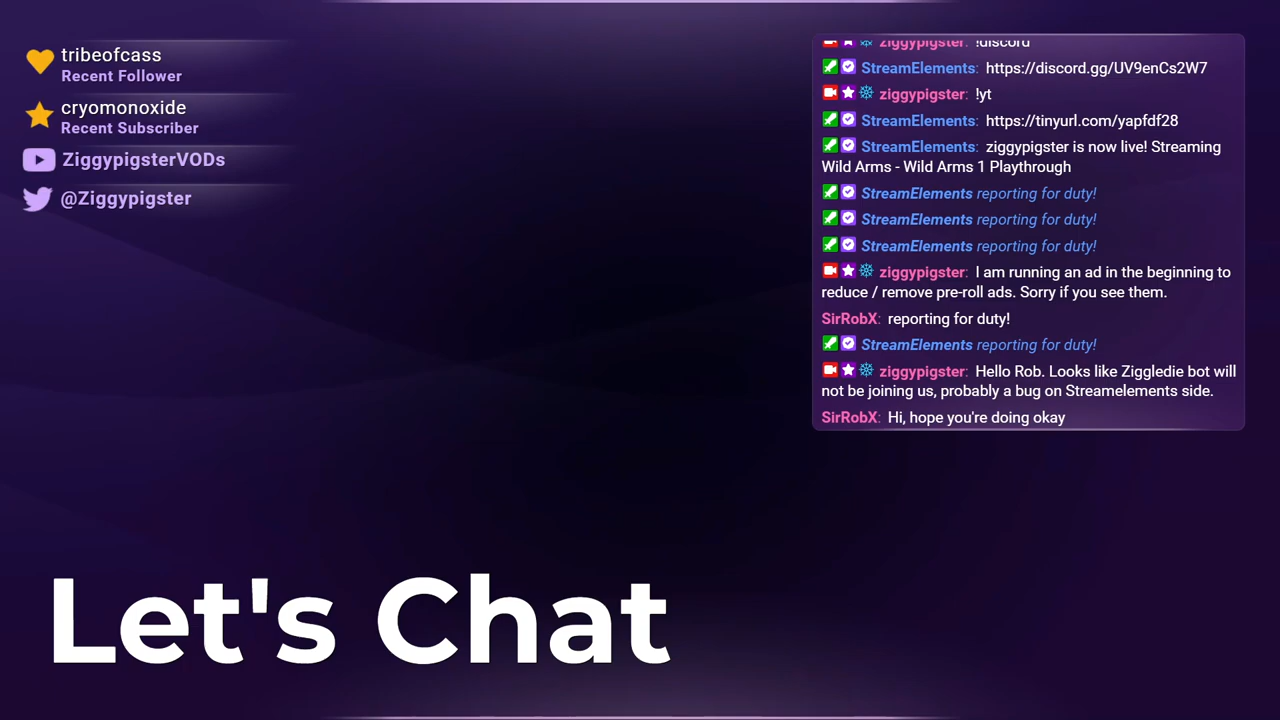 tribeofcass
Recent Follower
cryomonoxide
Recent Subscriber
ZiggypigsterVODs
@Ziggypigster
ziggypigster: !discord
StreamElements: https://discord.gg/UV9enCs2W7
ziggypigster: !yt
StreamElements: https://tinyurl.com/yapfdf28
StreamElements: ziggypigster is now live! Streaming
Wild Arms - Wild Arms 1 Playthrough
StreamElements reporting for duty!
StreamElements reporting for duty!
StreamElements reporting for duty!
ziggypigster: I am running an ad in the beginning to
reduce / remove pre-roll ads. Sorry if you see them.
SirRobX: reporting for duty!
StreamElements reporting for duty!
ziggypigster: Hello Rob. Looks like Ziggledie bot will
not be joining us, probably a bug on Streamelements side.
SirRobX: Hi, hope you're doing okay
Let's Chat